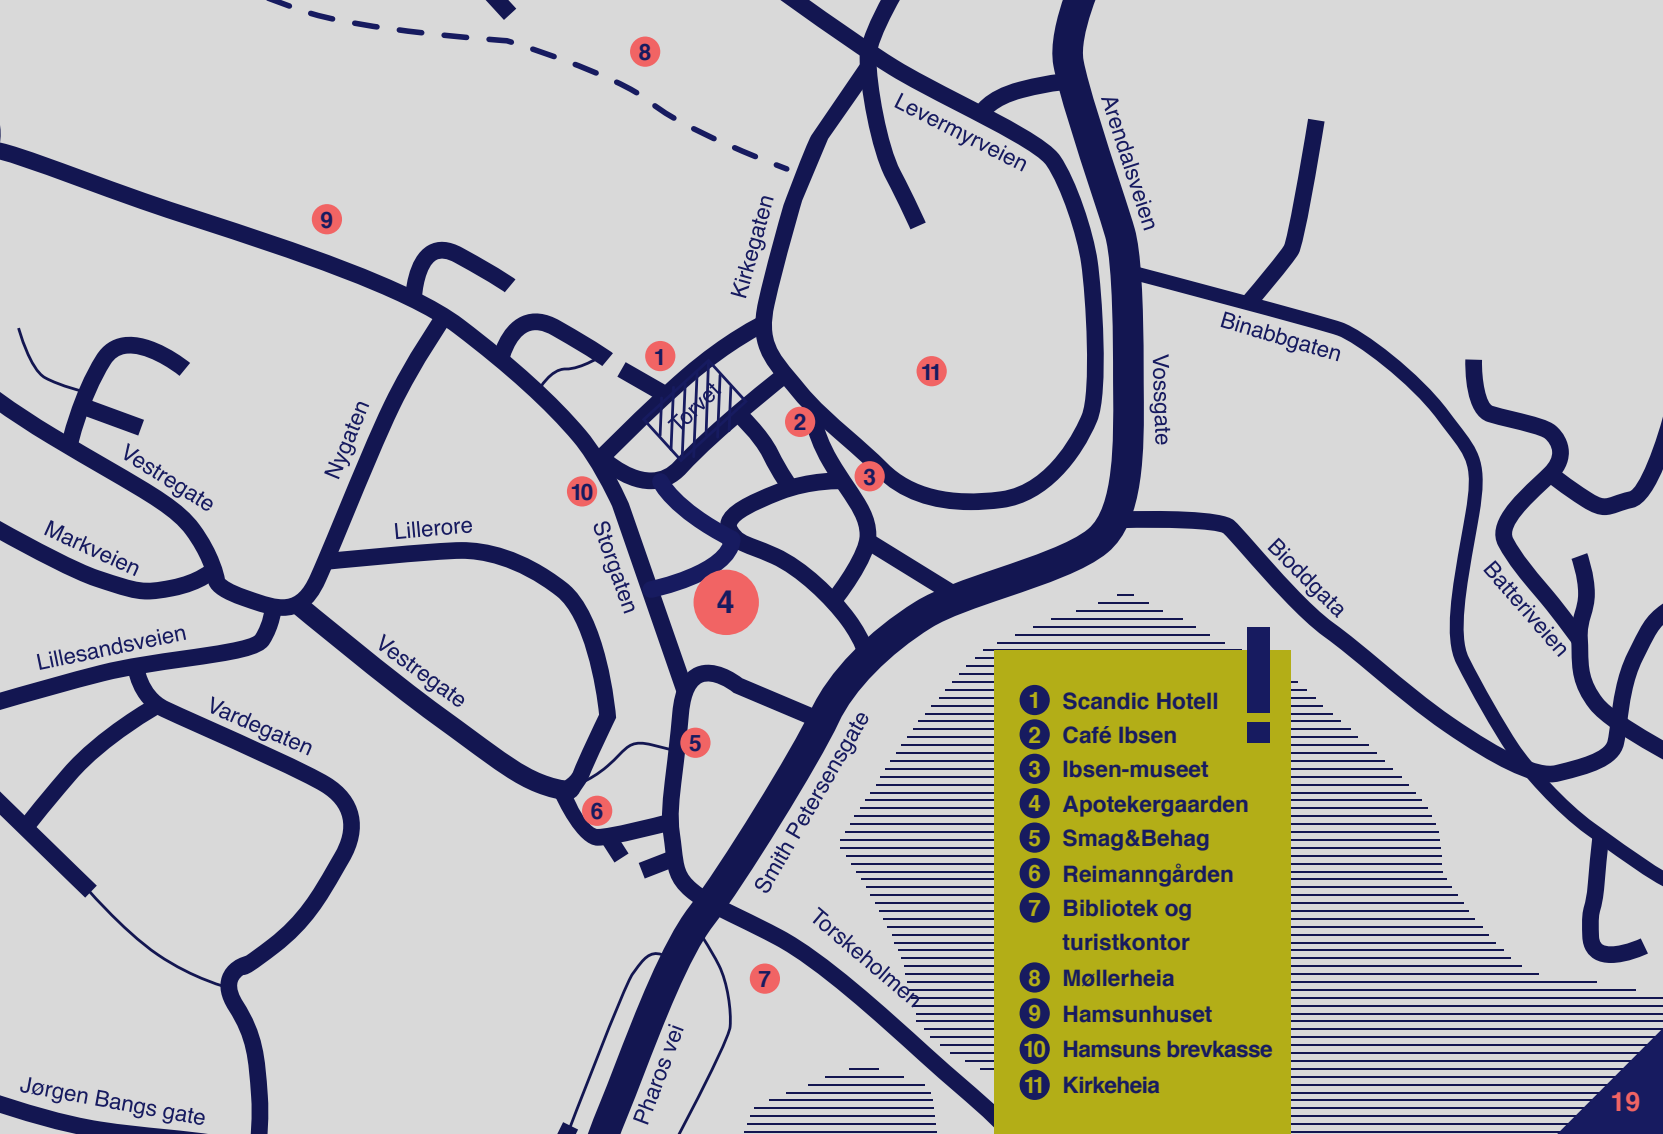 8
Levermyrveien
Arendalsveien
9
Kirkegaten
Binabbgaten
1
11
Torvet
2
Vossgate
Nygaten
Vestregate
3
10
Markveien
Lillerore
Storgaten
Bioddgata
Batteriveien
4
Lillesandsveien
Vestregate
Vardegaten
5
Smith Petersensgate
6
Torskeholmen
7
Pharos vei
Jørgen Bangs gate
1 Scandic Hotell
2 Café Ibsen
3 Ibsen-museet
4 Apotekergaarden
5 Smag&Behag
6 Reimanngården
7 Bibliotek og
turistkontor
8 Møllerheia
9 Hamsunhuset
10 Hamsuns brevkasse
11 Kirkeheia
!
19